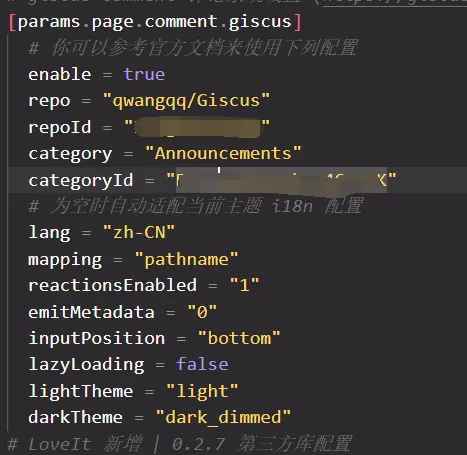 [params.page.comment.giscus]
# 你可以参考官方文档来使用下列配置
enable = true
repo = "qwangqq/Giscus"
repoId = "
category = "Announcements"
categoryId = "
# 为空时自动适配当前主题 i18n 配置
lang = "zh-CN"
mapping = "pathname"
reactionsEnabled = "1"
emitMetadata = "0"
inputPosition = "bottom"
lazyLoading = false
lightTheme = "light"
darkTheme = "dark_dimmed"
# LoveIt 新增 | 0.2.7 第三方库配置